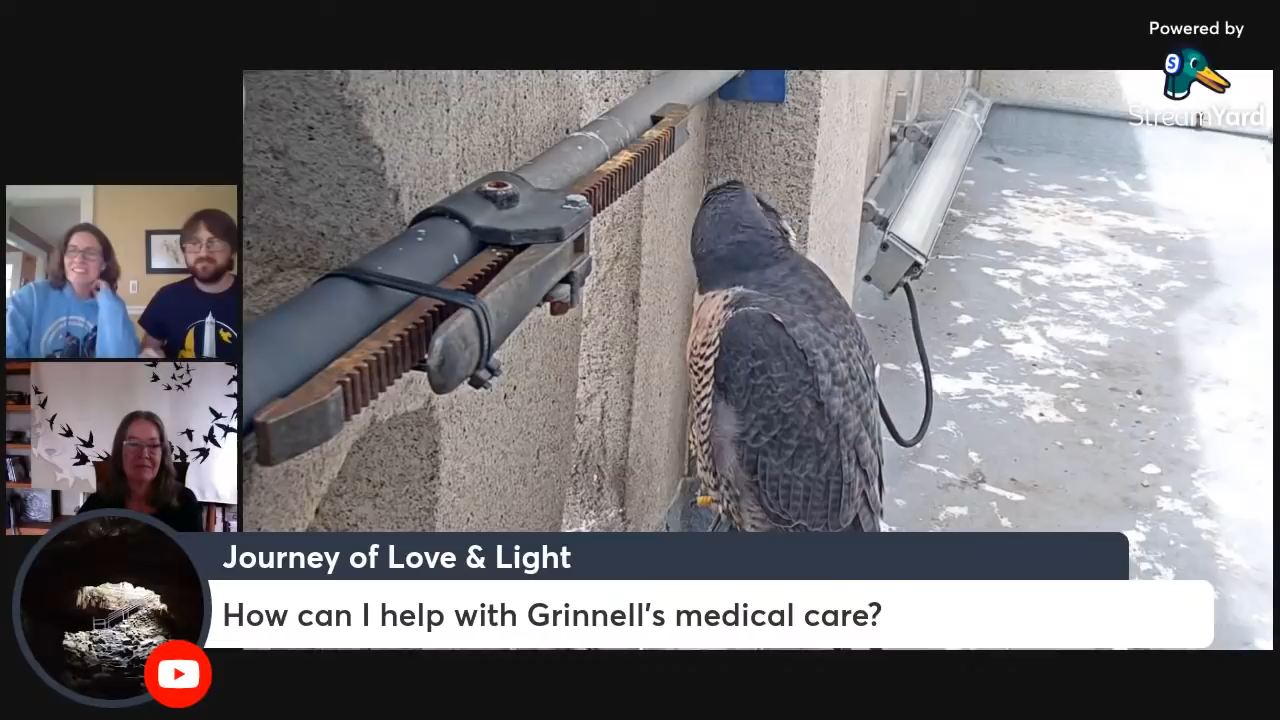 Powered by
StreamYard
Journey of Love & Light
How can I help with Grinnell's medical care?